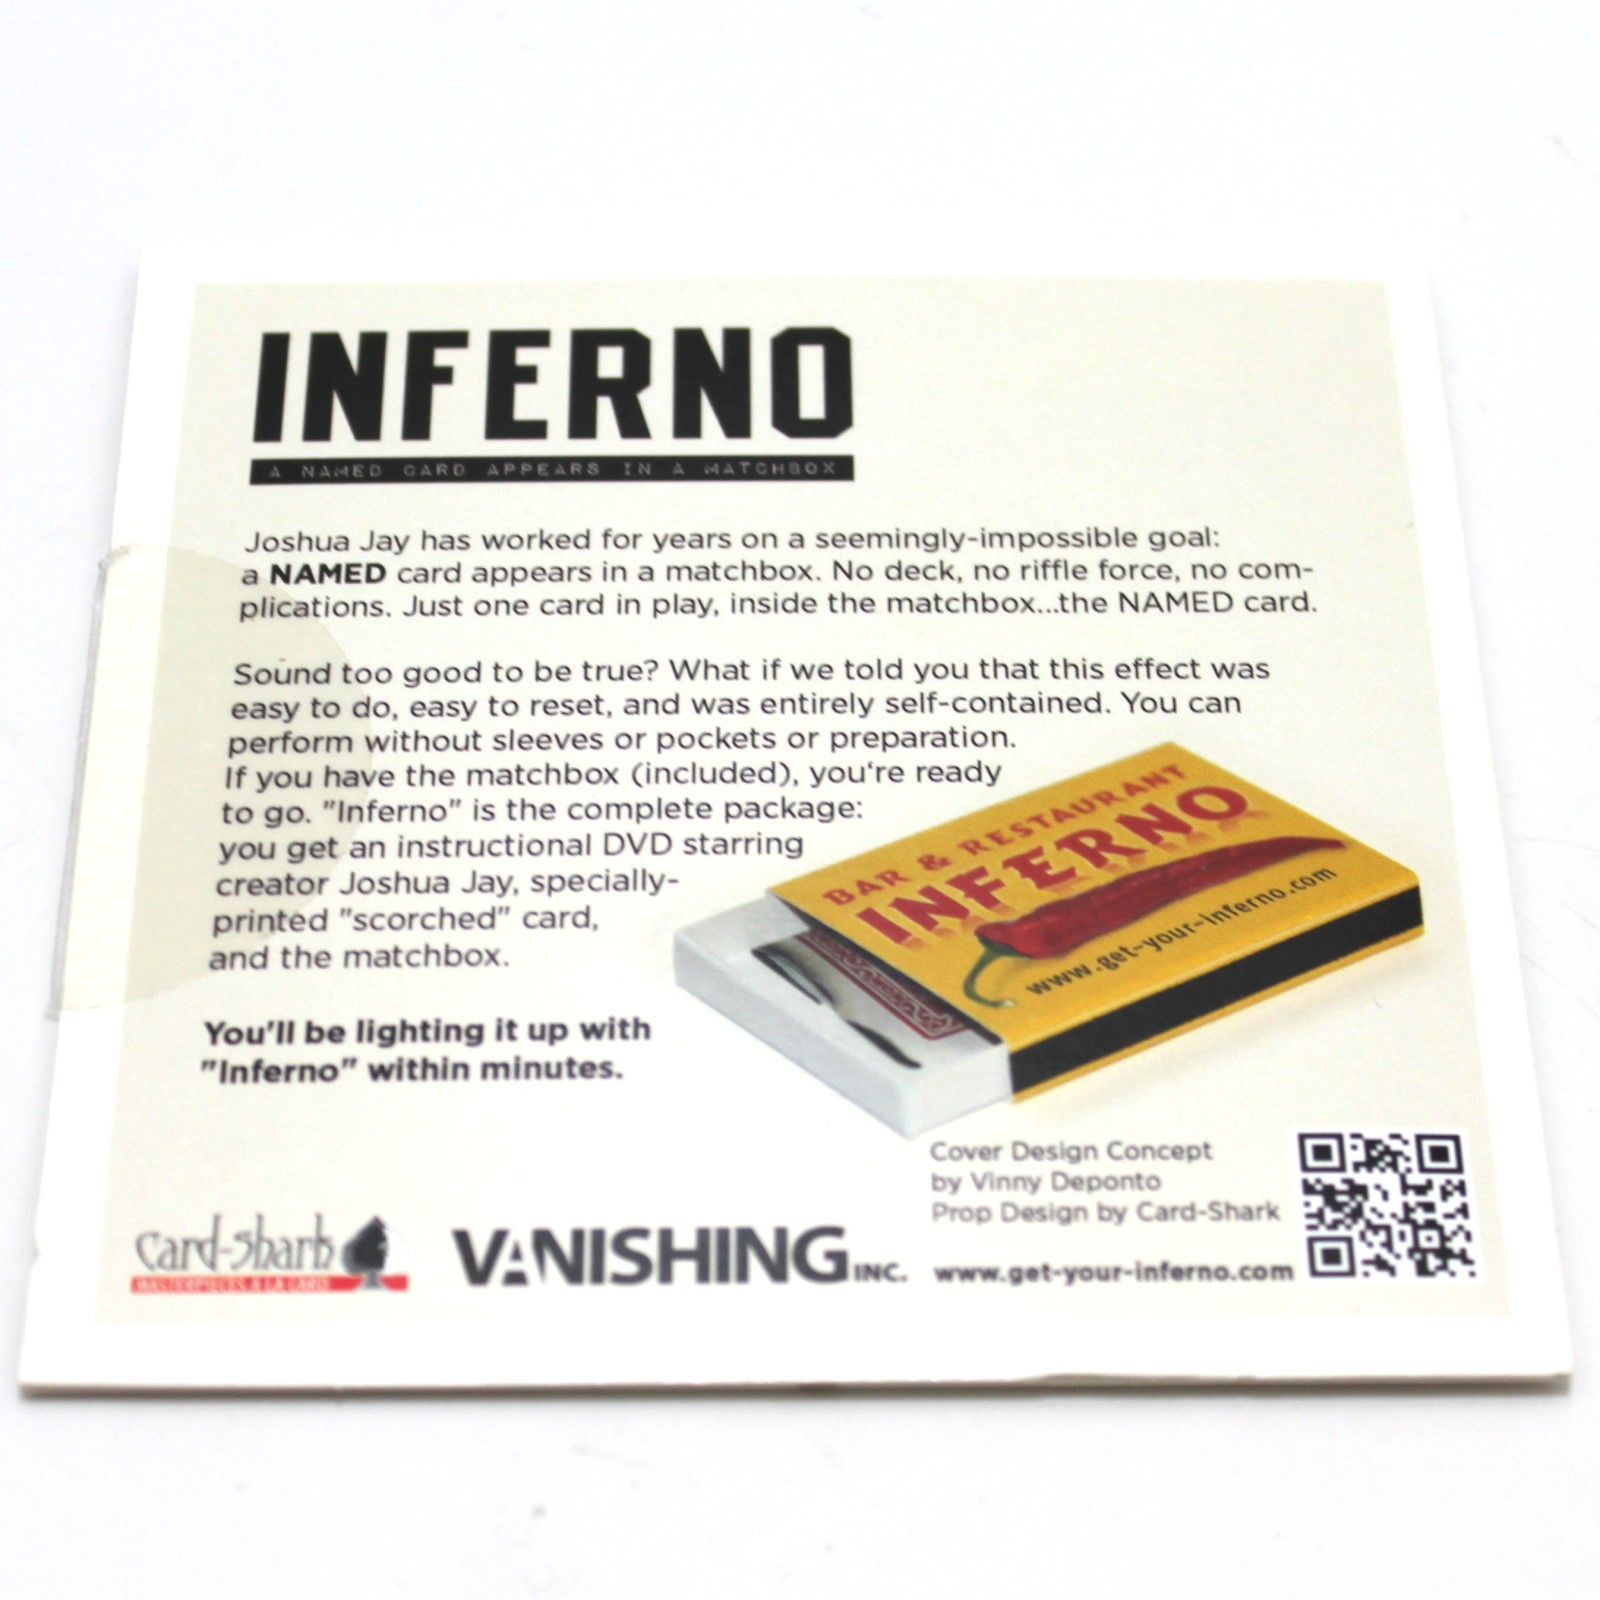 INFERNO
A NAMED CARD APPEARS IN A MATCHBOX
Joshua Jay has worked for years on a seemingly-impossible goal:
a NAMED card appears in a matchbox. No deck, no riffle force, no com-
plications. Just one card in play, inside the matchbox...the NAMED card.
Sound too good to be true? What if we told you that this effect was
easy to do, easy to reset, and was entirely self-contained. You can
perform without sleeves or pockets or preparation.
If you have the matchbox (included), you're ready
to go. "Inferno" is the complete package:
you get an instructional DVD starring
creator Joshua Jay, specially-
printed "scorched" card,
and the matchbox.
You'll be lighting it up with
"Inferno" within minutes.
BAR & RESTAURANT
INFERNO
www.get-your-inferno.com
Cover Design Concept
by Vinny Deponto
Prop Design by Card-Shark
www.get-your-inferno.com
card-shark
MASTERPIECES A LA CARD
VANISHING INC.